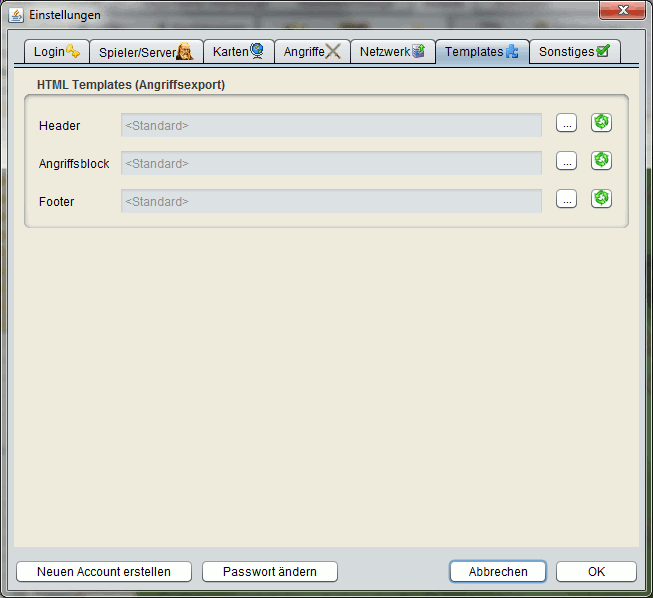 Einstellungen
Login Spieler/Server Karten Angriffe Netzwerk Templates Sonstiges
HTML Templates (Angriffsexport)
Header <Standard> ...
Angriffsblock <Standard> ...
Footer <Standard> ...
Neuen Account erstellen Passwort ändern Abbrechen OK